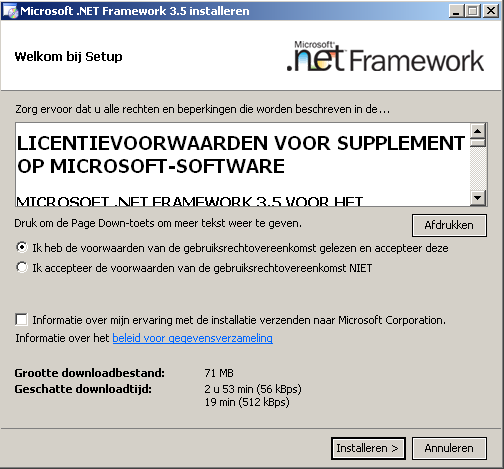 Microsoft .NET Framework 3.5 installeren
Welkom bij Setup
Microsoft®
.net Framework
Zorg ervoor dat u alle rechten en beperkingen die worden beschreven in de...
LICENTIEVOORWAARDEN VOOR SUPPLEMENT
OP MICROSOFT-SOFTWARE
MICROSOFT .NET FRAMEWORK 3.5 VOOR HET
Druk om de Page Down-toets om meer tekst weer te geven.
Afdrukken
Ik heb de voorwaarden van de gebruiksrechtovereenkomst gelezen en accepteer deze
Ik accepteer de voorwaarden van de gebruiksrechtovereenkomst NIET
Informatie over mijn ervaring met de installatie verzenden naar Microsoft Corporation.
Informatie over het beleid voor gegevensverzameling
Grootte downloadbestand: 71 MB
Geschatte downloadtijd: 2 u 53 min (56 kBps)
19 min (512 kBps)
Installeren >
Annuleren